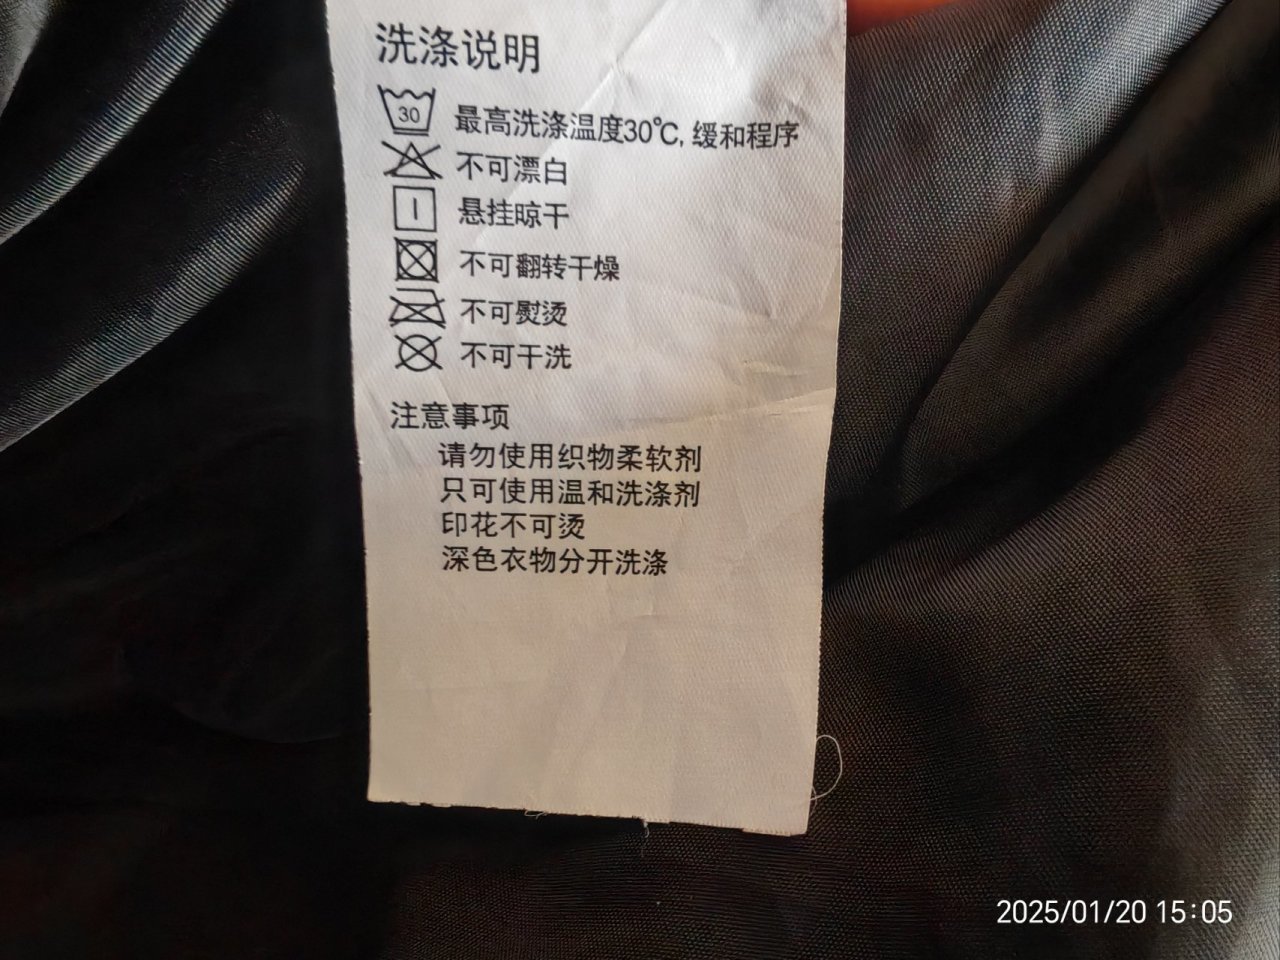 洗涤说明
30 最高洗涤温度30℃, 缓和程序
不可漂白
悬挂晾干
不可翻转干燥
不可熨烫
不可干洗
注意事项
请勿使用织物柔软剂
只可使用温和洗涤剂
印花不可烫
深色衣物分开洗涤
2025/01/20 15:05